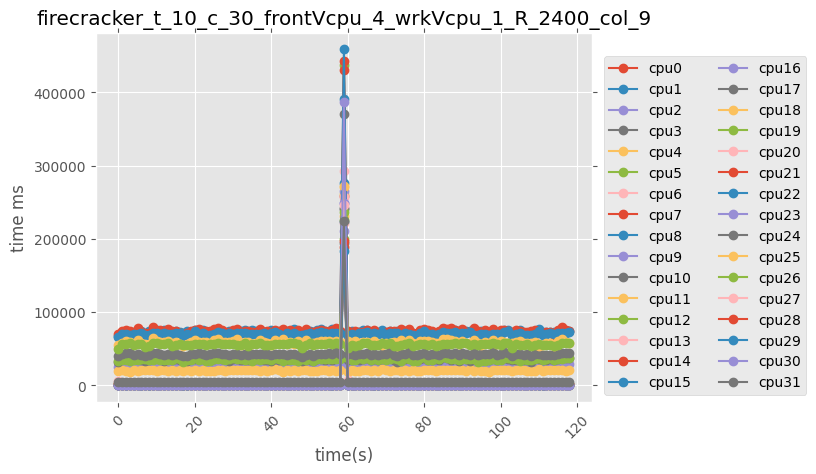 firecracker_t_10_c_30_frontVcpu_4_wrkVcpu_1_R_2400_col_9
time ms
400000
300000
200000
100000
0
0
20
40
60
80
100
120
time(s)
cpu0
cpu1
cpu2
cpu3
cpu4
cpu5
cpu6
cpu7
cpu8
cpu9
cpu10
cpu11
cpu12
cpu13
cpu14
cpu15
cpu16
cpu17
cpu18
cpu19
cpu20
cpu21
cpu22
cpu23
cpu24
cpu25
cpu26
cpu27
cpu28
cpu29
cpu30
cpu31